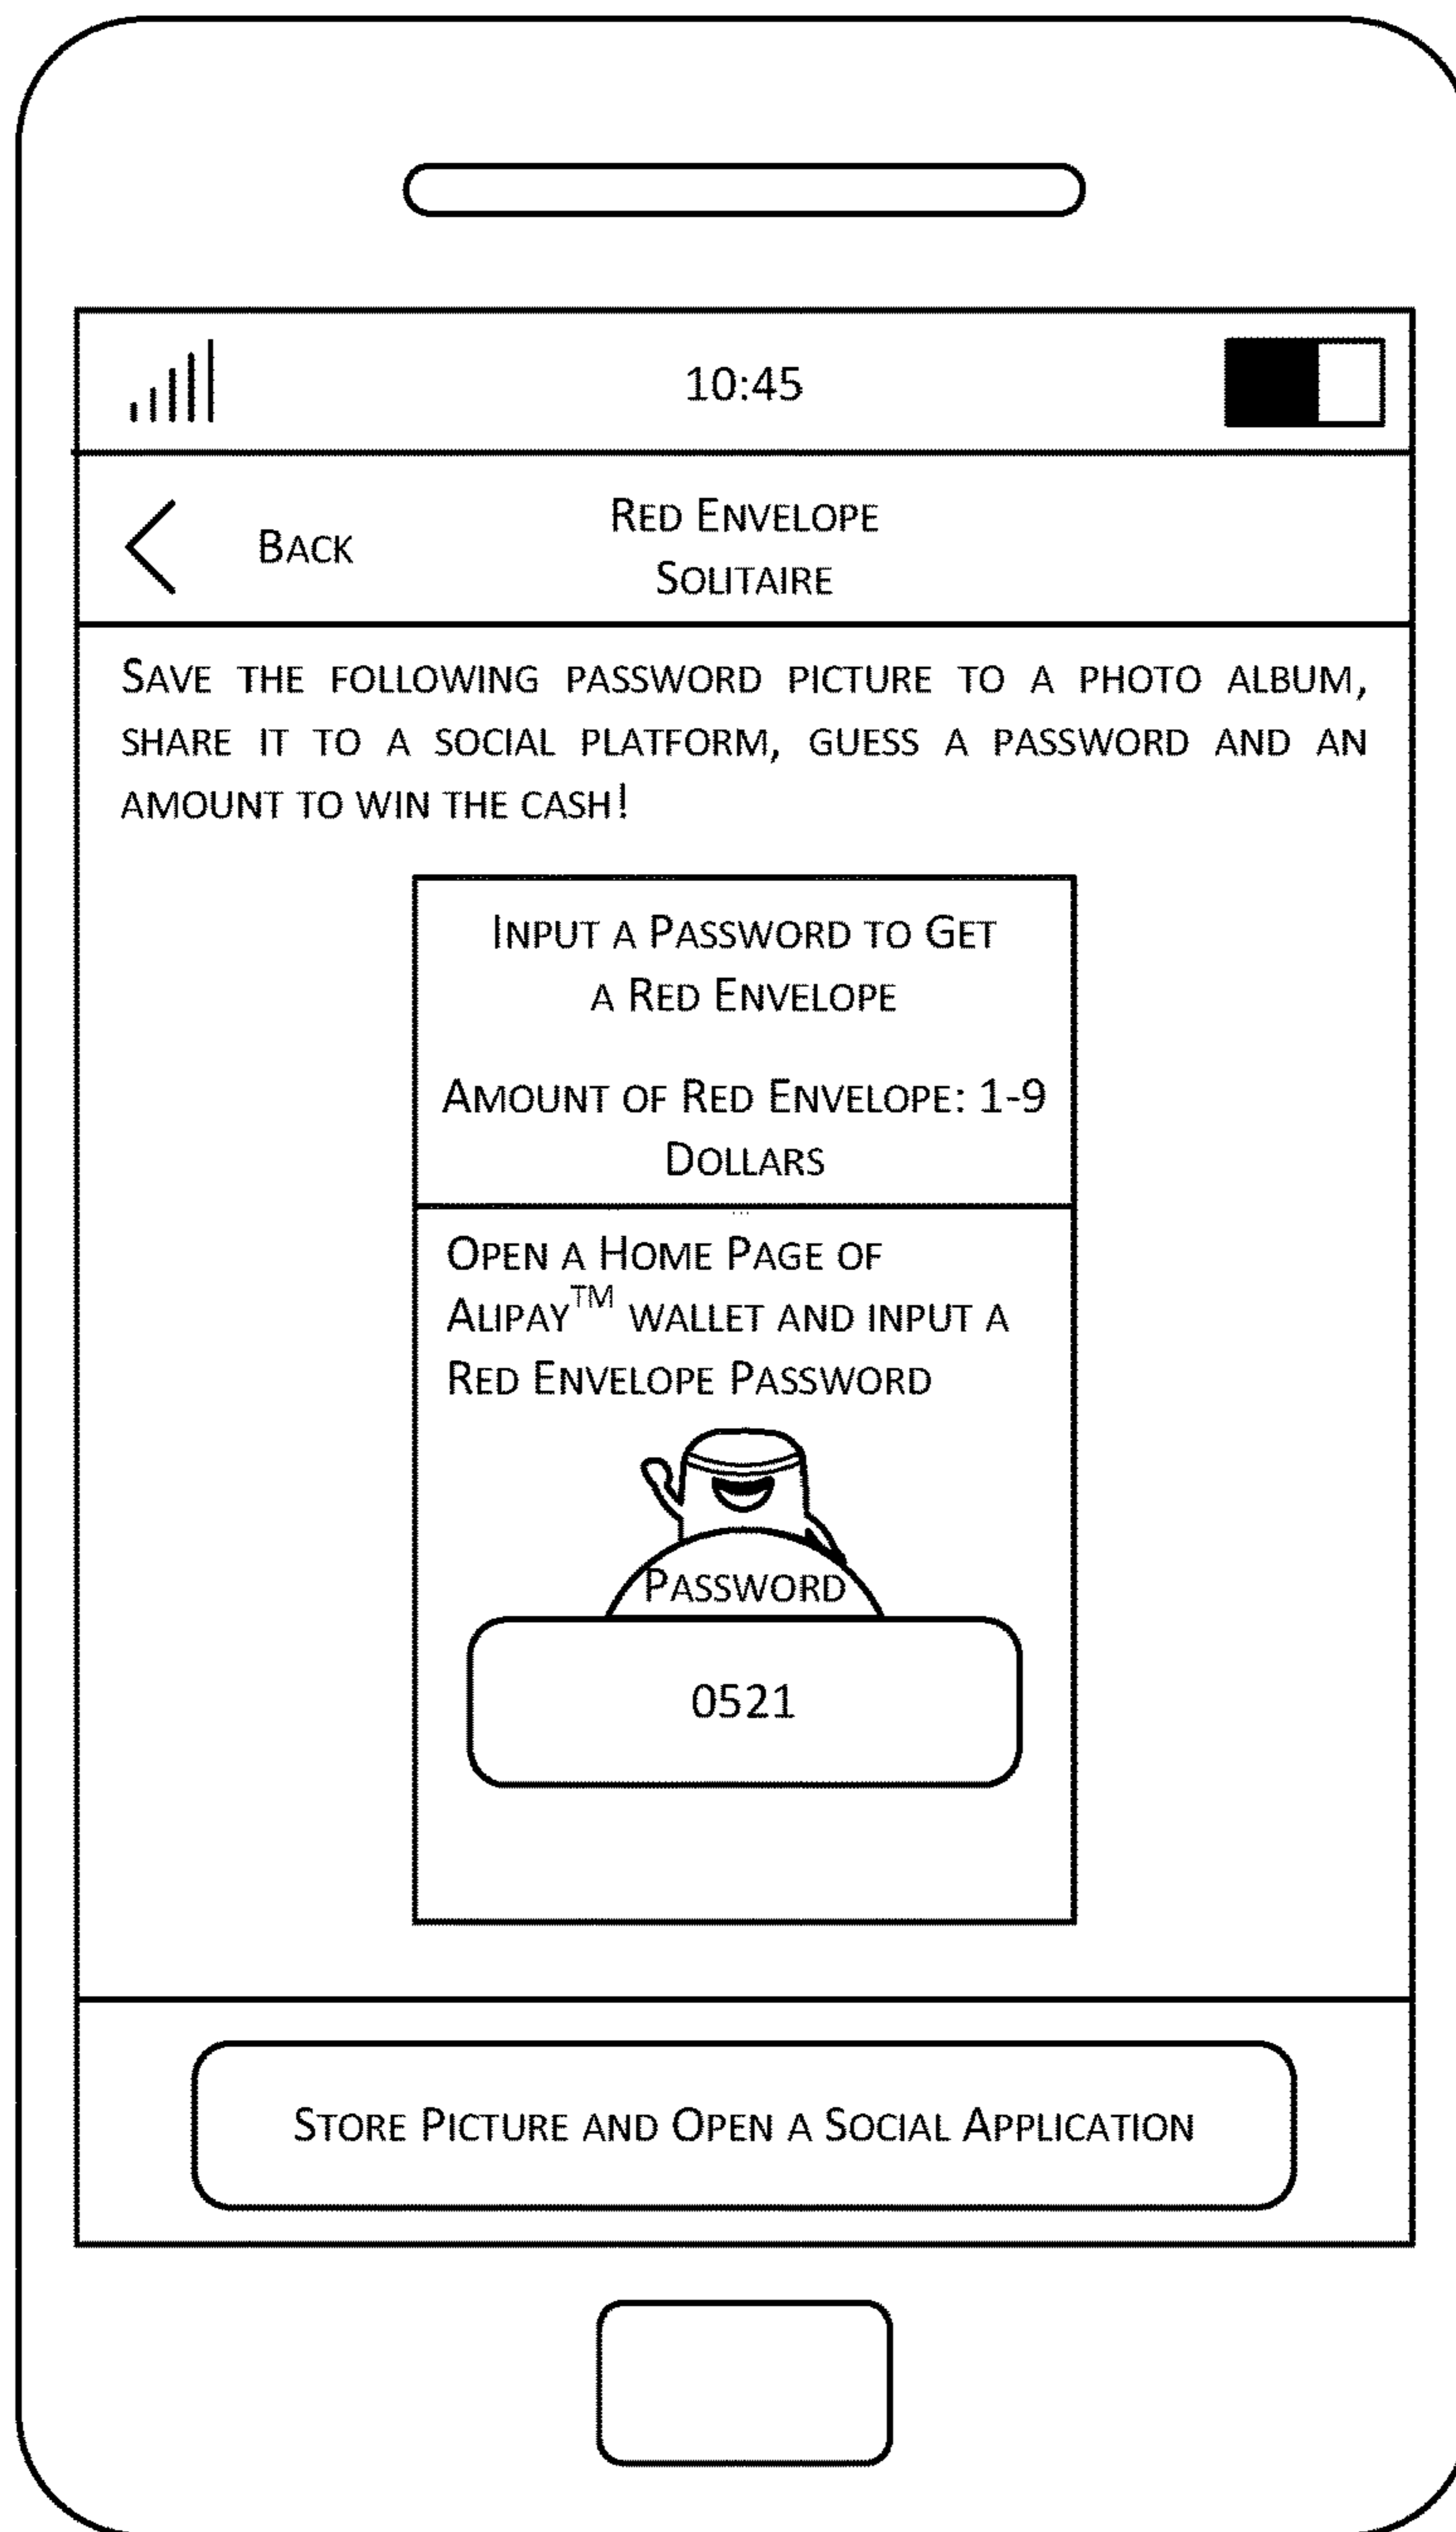 10:45
BACK
RED ENVELOPE
SOLITAIRE
SAVE THE FOLLOWING PASSWORD PICTURE TO A PHOTO ALBUM,
SHARE IT TO A SOCIAL PLATFORM, GUESS A PASSWORD AND AN
AMOUNT TO WIN THE CASH!
INPUT A PASSWORD TO GET
A RED ENVELOPE
AMOUNT OF RED ENVELOPE: 1-9
DOLLARS
OPEN A HOME PAGE OF
ALIPAY™ WALLET AND INPUT A
RED ENVELOPE PASSWORD
PASSWORD
0521
STORE PICTURE AND OPEN A SOCIAL APPLICATION